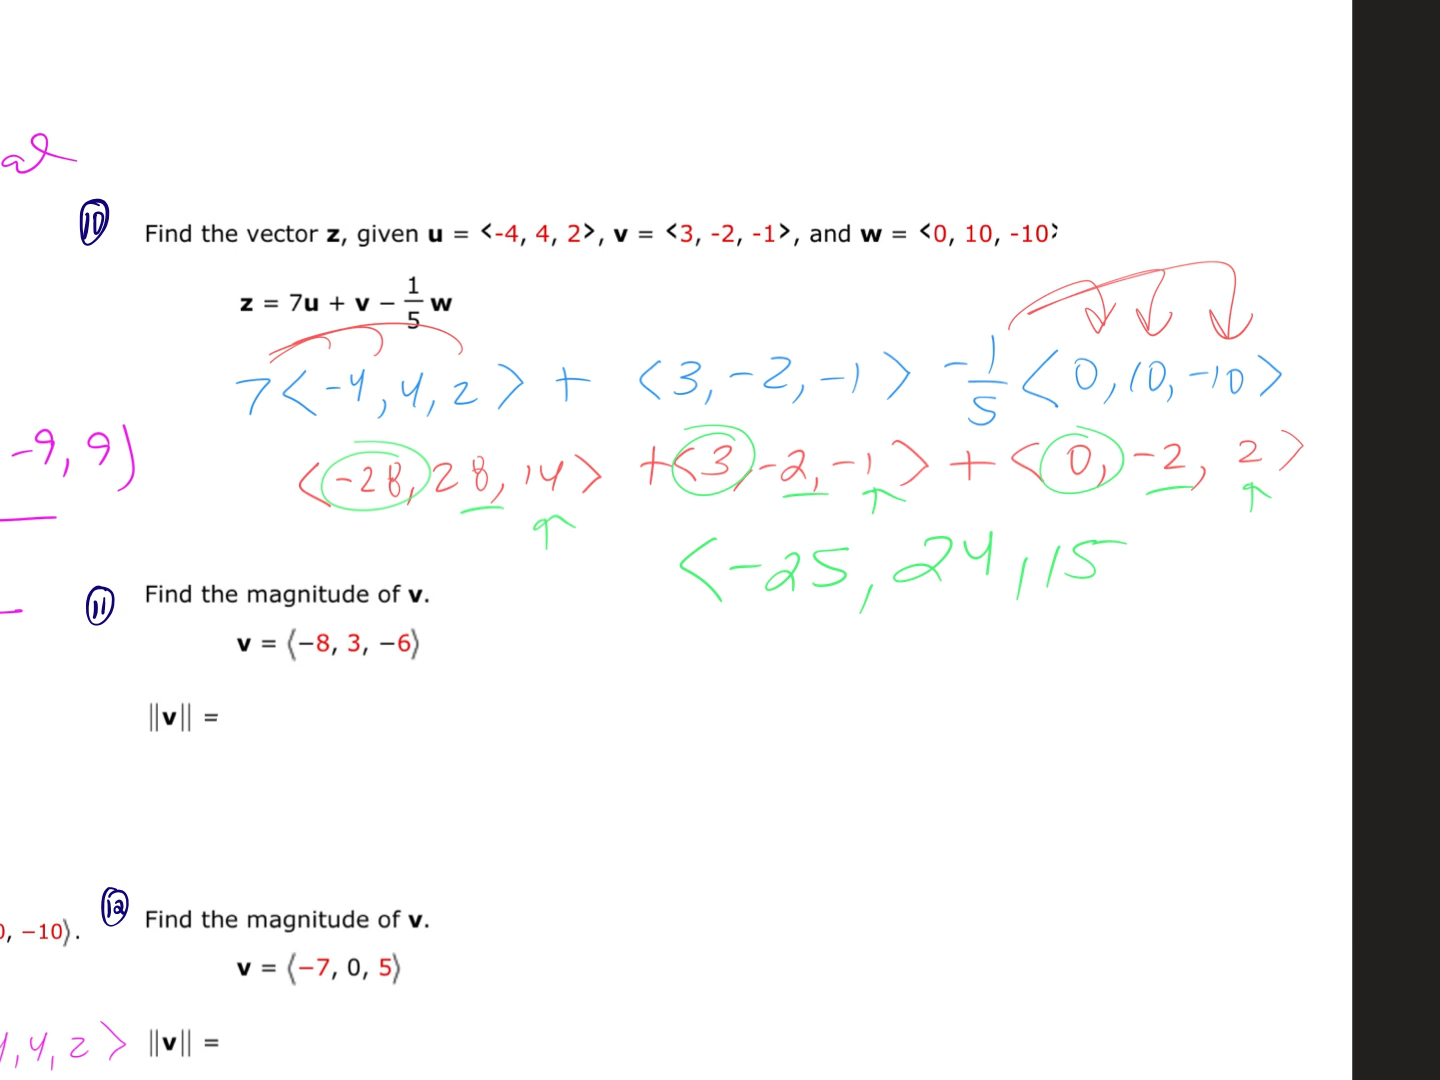 al
10 Find the vector z, given u = <-4, 4, 2>, v = <3, -2, -1>, and w = <0, 10, -10>
z = 7u + v − 1/5 w
7<-4, 4, 2> + <3, -2, -1> -1/5 <0, 10, -10>
-9, 9)
<-28, 28, 14> + <3, -2, -1> + <0, -2, 2>
<-25, 24, 15
11 Find the magnitude of v.
v = ⟨−8, 3, −6⟩
||v|| =
12 Find the magnitude of v.
0, −10⟩.
v = ⟨−7, 0, 5⟩
4, 4, 2>
||v|| =